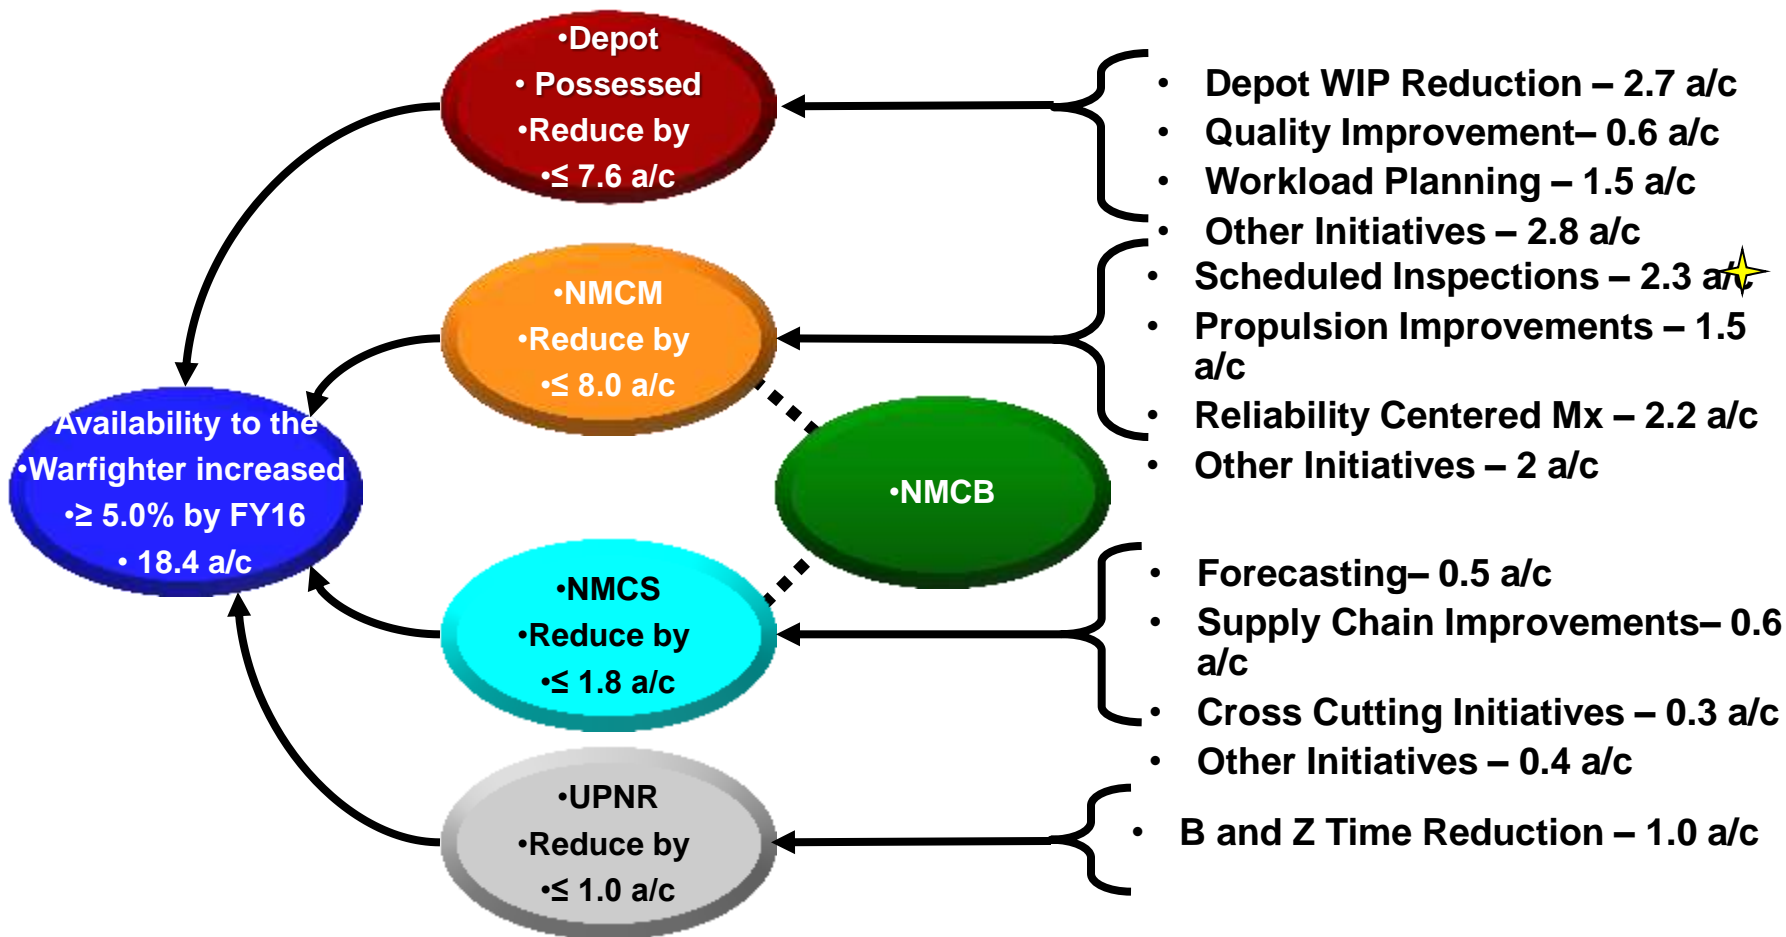 •Depot
• Possessed
•Reduce by
•≤ 7.6 a/c
• Depot WIP Reduction – 2.7 a/c
• Quality Improvement– 0.6 a/c
• Workload Planning – 1.5 a/c
• Other Initiatives – 2.8 a/c
•NMCM
•Reduce by
•≤ 8.0 a/c
• Scheduled Inspections – 2.3 a/c
• Propulsion Improvements – 1.5
a/c
• Reliability Centered Mx – 2.2 a/c
• Other Initiatives – 2 a/c
Availability to the
•Warfighter increased
•≥ 5.0% by FY16
• 18.4 a/c
•NMCB
•NMCS
•Reduce by
•≤ 1.8 a/c
• Forecasting– 0.5 a/c
• Supply Chain Improvements– 0.6
a/c
• Cross Cutting Initiatives – 0.3 a/c
• Other Initiatives – 0.4 a/c
•UPNR
•Reduce by
•≤ 1.0 a/c
• B and Z Time Reduction – 1.0 a/c